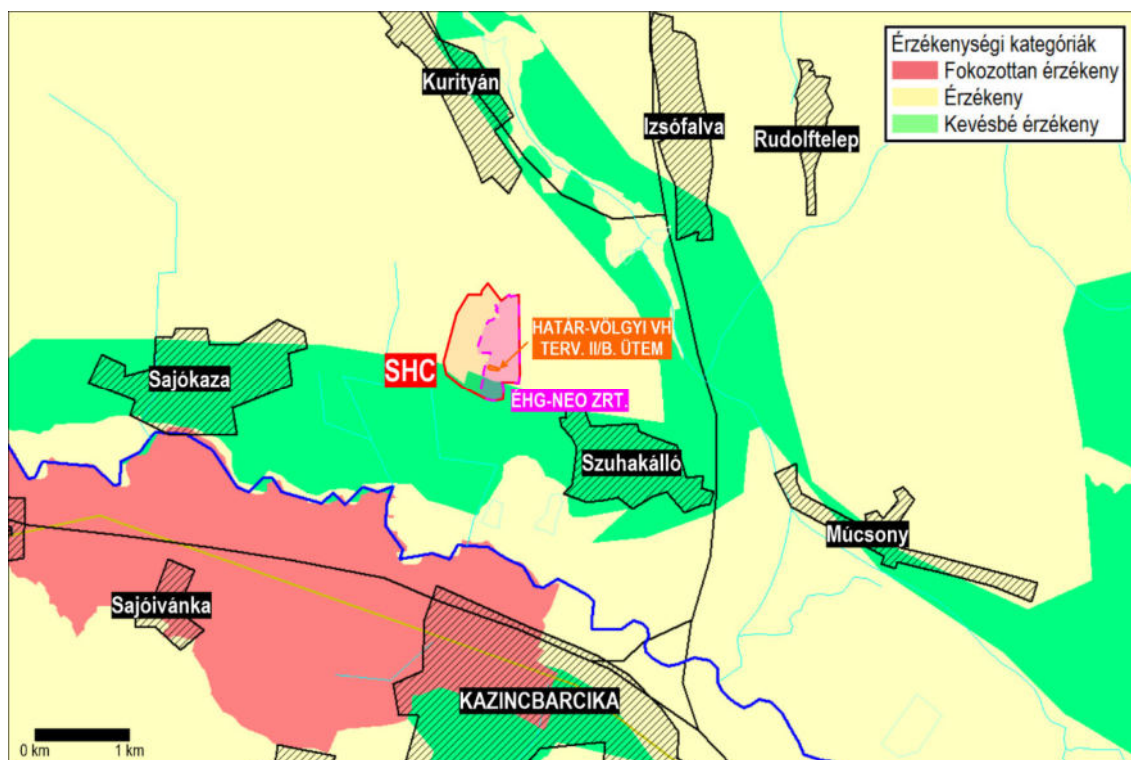 Érzékenységi kategóriák
Fokozottan érzékeny
Érzékeny
Kevésbé érzékeny
Kurityán
Izsófalva
Rudolftelep
HATÁR-VÖLGYI VH
TERV. II/B. ÜTEM
SHC
Sajókaza
ÉHG-NEO ZRT.
Szuhakálló
Múcsony
Sajóivánka
KAZINCBARCIKA
0 km 1 km